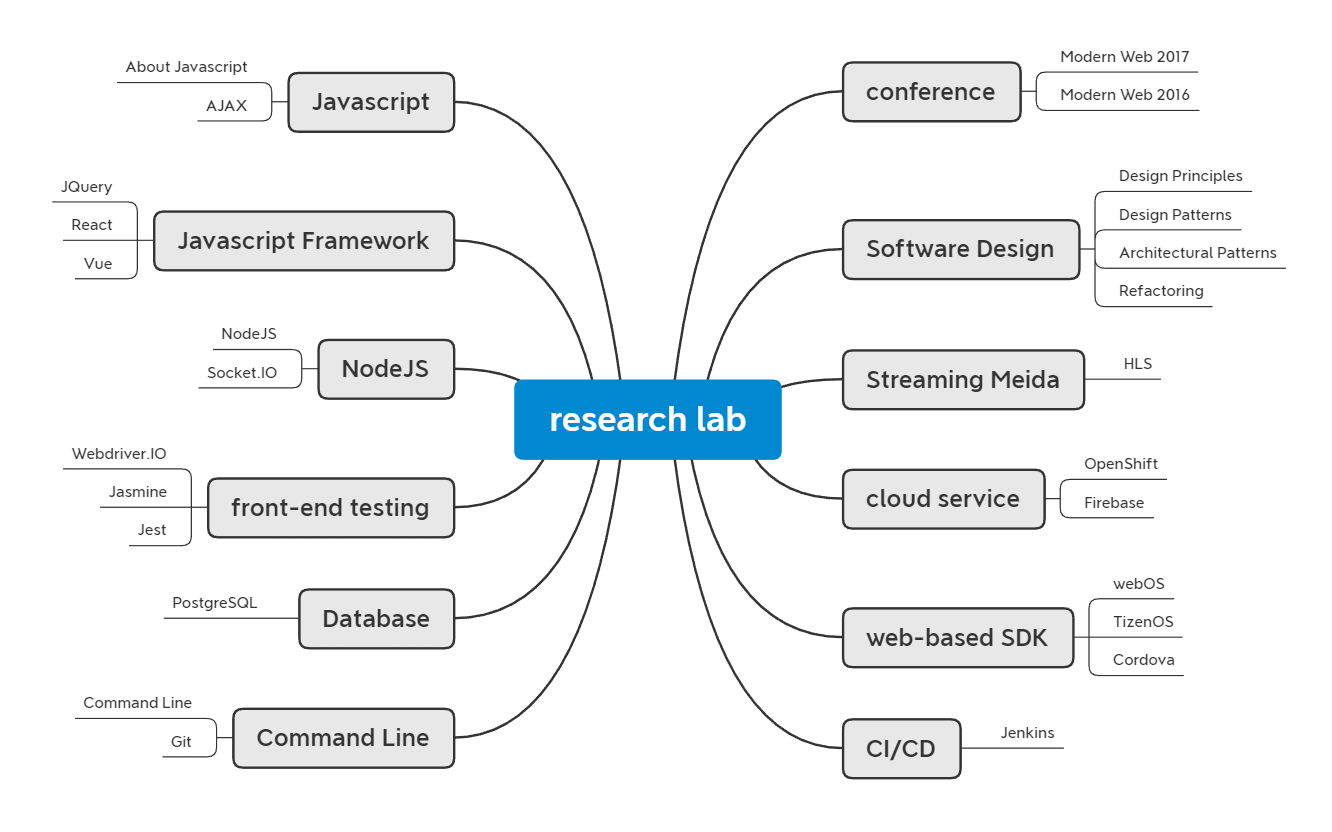 research lab
Javascript
About Javascript
AJAX
Javascript Framework
JQuery
React
Vue
NodeJS
NodeJS
Socket.IO
front-end testing
Webdriver.IO
Jasmine
Jest
Database
PostgreSQL
Command Line
Command Line
Git
conference
Modern Web 2017
Modern Web 2016
Software Design
Design Principles
Design Patterns
Architectural Patterns
Refactoring
Streaming Meida
HLS
cloud service
OpenShift
Firebase
web-based SDK
webOS
TizenOS
Cordova
CI/CD
Jenkins